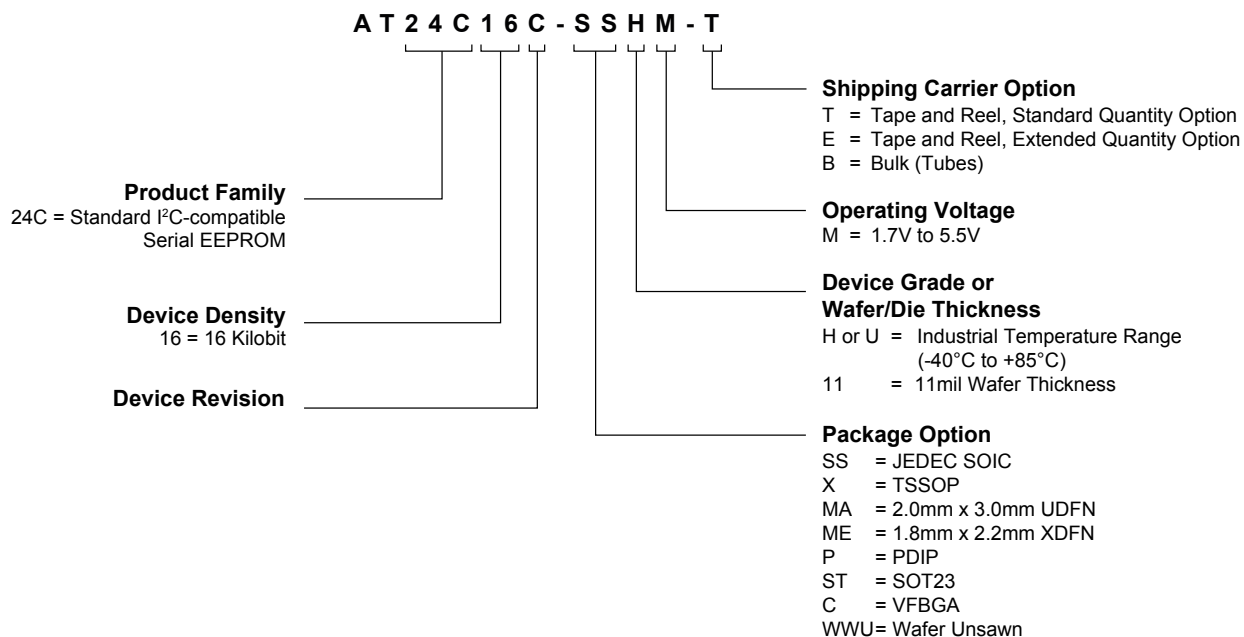 AT24C16C-SSHM-T
Shipping Carrier Option
T = Tape and Reel, Standard Quantity Option
E = Tape and Reel, Extended Quantity Option
B = Bulk (Tubes)
Product Family
24C = Standard I²C-compatible
Serial EEPROM
Operating Voltage
M = 1.7V to 5.5V
Device Grade or
Wafer/Die Thickness
H or U = Industrial Temperature Range
(-40°C to +85°C)
11 = 11mil Wafer Thickness
Device Density
16 = 16 Kilobit
Device Revision
Package Option
SS = JEDEC SOIC
X = TSSOP
MA = 2.0mm x 3.0mm UDFN
ME = 1.8mm x 2.2mm XDFN
P = PDIP
ST = SOT23
C = VFBGA
WWU= Wafer Unsawn